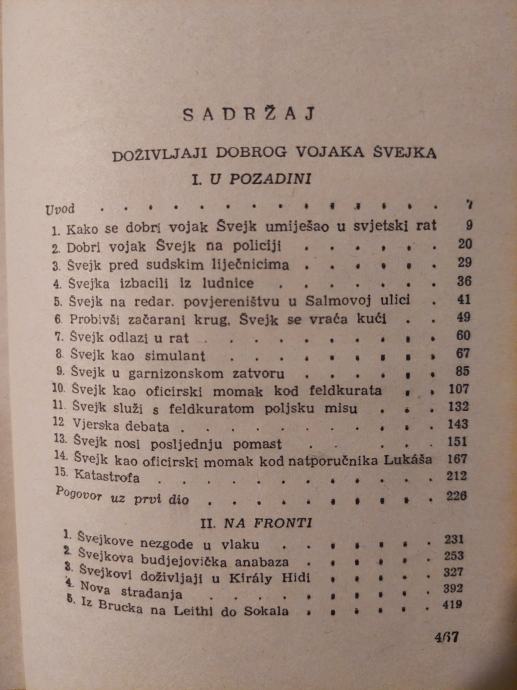 SADRŽAJ
DOŽIVLJAJI DOBROG VOJAKA ŠVEJKA
I. U POZADINI
Uvod . . . . . . . . . . . . . 7
1. Kako se dobri vojak Švejk umiješao u svjetski rat 9
2. Dobri vojak Švejk na policiji . . . . . . 20
3. Švejk pred sudskim liječnicima . . . . . . 29
4. Švejka izbacili iz ludnice . . . . . . 36
5. Švejk na redar. povjereništvu u Salmovoj ulici . 41
6. Probivši začarani krug, Švejk se vraća kući . . 49
7. Švejk odlazi u rat . . . . . . . . 60
8. Švejk kao simulant . . . . . . . . 67
9. Švejk u garnizonskom zatvoru . . . . . . 85
10. Švejk kao oficirski momak kod feldkurata . . 107
11. Švejk služi s feldkuratom poljsku misu . . . 132
12 Vjerska debata . . . . . . . . . 143
13. Švejk nosi posljednju pomast . . . . . 151
14. Švejk kao oficirski momak kod natporučnika Lukáša 167
15. Katastrofa . . . . . . . . . . 212
Pogovor uz prvi dio . . . . . . . . 226
II. NA FRONTI
1. Švejkove nezgode u vlaku . . . . . . 231
2. Švejkova budjejovička anabaza . . . . . 253
3. Švejkovi doživljaji u Király Hidi . . . . 327
4. Nova stradanja . . . . . . . . 392
5. Iz Brucka na Leithi do Sokala . . . . . 419
467